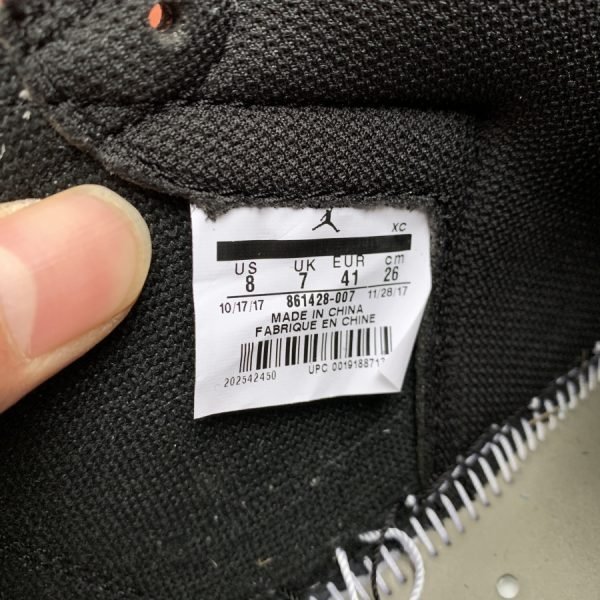 XC
US UK EUR cm
8 7 41 26
10/17/17 861428-007 11/28/17
MADE IN CHINA
FABRIQUE EN CHINE
202542450 UPC